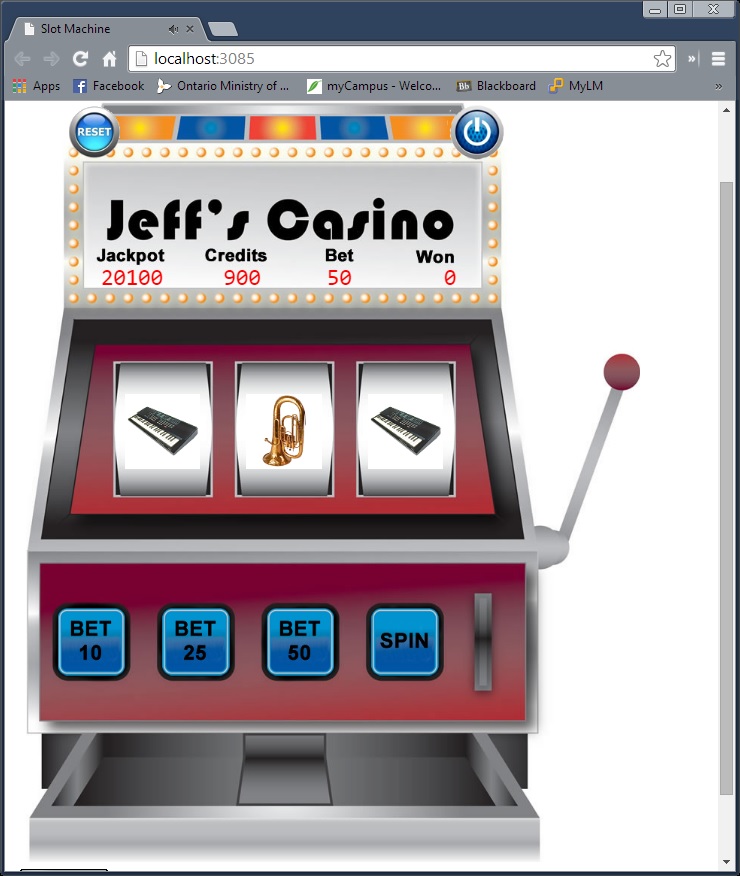 Slot Machine
localhost:3085
Apps Facebook Ontario Ministry of ... myCampus - Welco... Bb Blackboard MyLM »
RESET
Jeff's Casino
Jackpot Credits Bet Won
20100 900 50 0
BET 10
BET 25
BET 50
SPIN